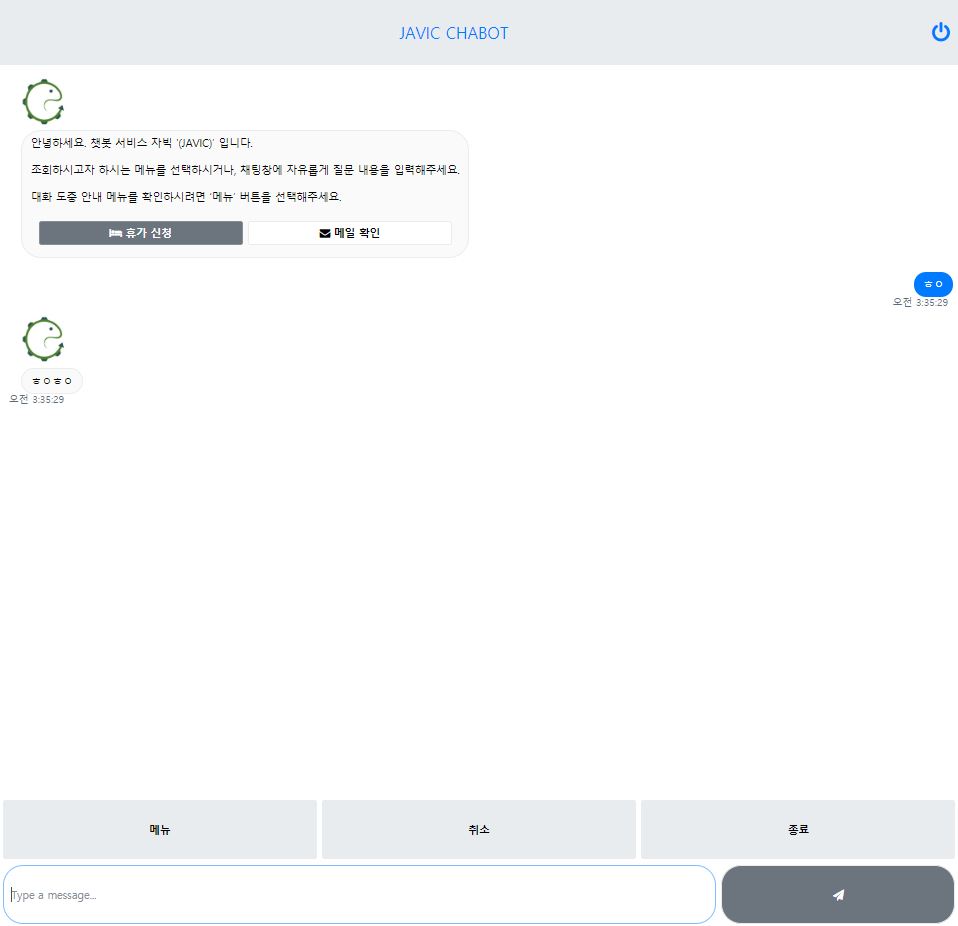 JAVIC CHABOT
안녕하세요. 챗봇 서비스 자빅 '(JAVIC)' 입니다.
조회하시고자 하시는 메뉴를 선택하시거나, 채팅창에 자유롭게 질문 내용을 입력해주세요.
대화 도중 안내 메뉴를 확인하시려면 '메뉴' 버튼을 선택해주세요.
휴가 신청 메일 확인
ㅎㅇ
오전 3:35:29
ㅎㅇㅎㅇ
오전 3:35:29
메뉴 취소 종료
Type a message...